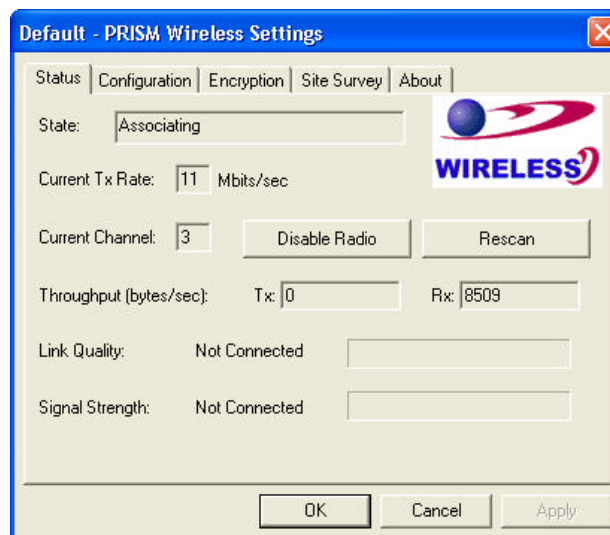 Default - PRISM Wireless Settings
Status Configuration Encryption Site Survey About
State: Associating
WIRELESS
Current Tx Rate: 11 Mbits/sec
Current Channel: 3 Disable Radio Rescan
Throughput (bytes/sec): Tx: 0 Rx: 8509
Link Quality: Not Connected
Signal Strength: Not Connected
OK Cancel Apply